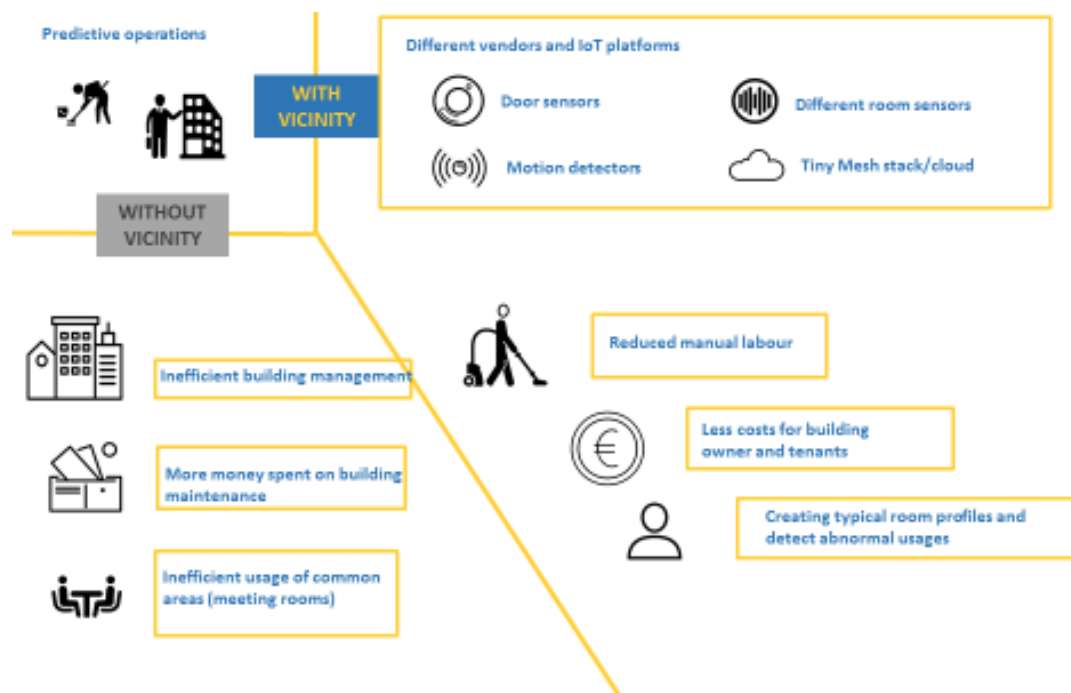 Predictive operations
WITH
VICINITY
Different vendors and IoT platforms
Door sensors
Different room sensors
Motion detectors
Tiny Mesh stack/cloud
WITHOUT
VICINITY
Inefficient building management
More money spent on building
maintenance
Inefficient usage of common
areas (meeting rooms)
Reduced manual labour
€
Less costs for building
owner and tenants
Creating typical room profiles and
detect abnormal usages